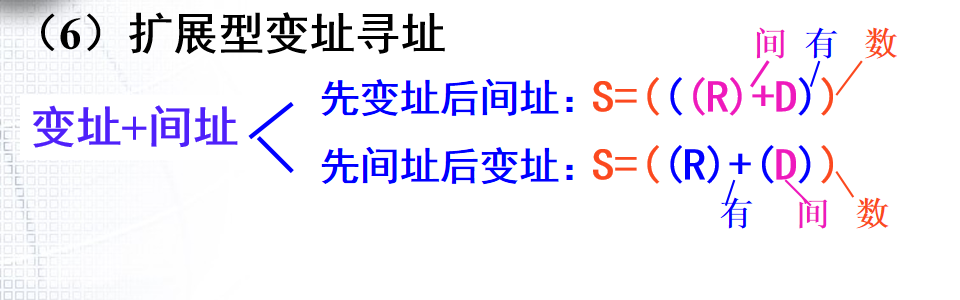 （6）扩展型变址寻址
间 有 数
先变址后间址：S=(((R)+D))
变址+间址
先间址后变址：S=((R)+(D))
有 间 数